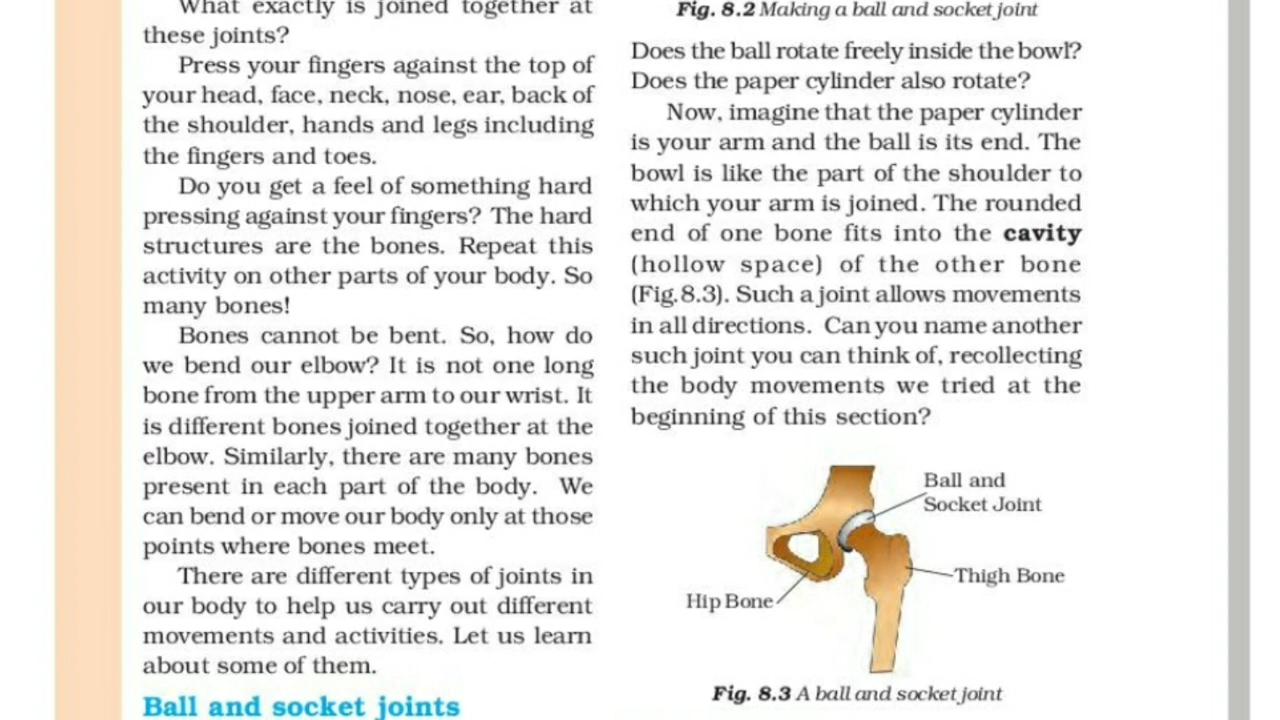 What exactly is joined together at
these joints?
Press your fingers against the top of
your head, face, neck, nose, ear, back of
the shoulder, hands and legs including
the fingers and toes.
Do you get a feel of something hard
pressing against your fingers? The hard
structures are the bones. Repeat this
activity on other parts of your body. So
many bones!
Bones cannot be bent. So, how do
we bend our elbow? It is not one long
bone from the upper arm to our wrist. It
is different bones joined together at the
elbow. Similarly, there are many bones
present in each part of the body. We
can bend or move our body only at those
points where bones meet.
There are different types of joints in
our body to help us carry out different
movements and activities. Let us learn
about some of them.
Ball and socket joints
Fig. 8.2 Making a ball and socket joint
Does the ball rotate freely inside the bowl?
Does the paper cylinder also rotate?
Now, imagine that the paper cylinder
is your arm and the ball is its end. The
bowl is like the part of the shoulder to
which your arm is joined. The rounded
end of one bone fits into the cavity
(hollow space) of the other bone
(Fig.8.3). Such a joint allows movements
in all directions. Can you name another
such joint you can think of, recollecting
the body movements we tried at the
beginning of this section?
Ball and
Socket Joint
Thigh Bone
Hip Bone
Fig. 8.3 A ball and socket joint